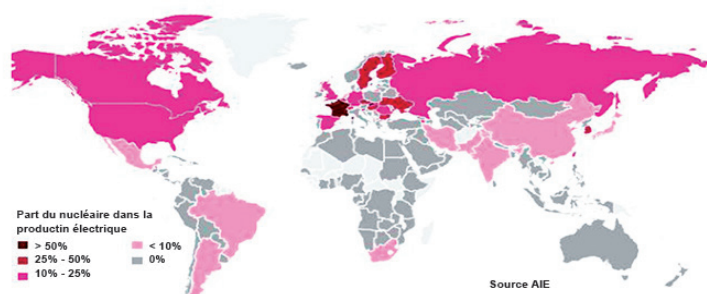 Part du nucléaire dans la
productin électrique
> 50%
25% - 50%
10% - 25%
< 10%
0%
Source AIE